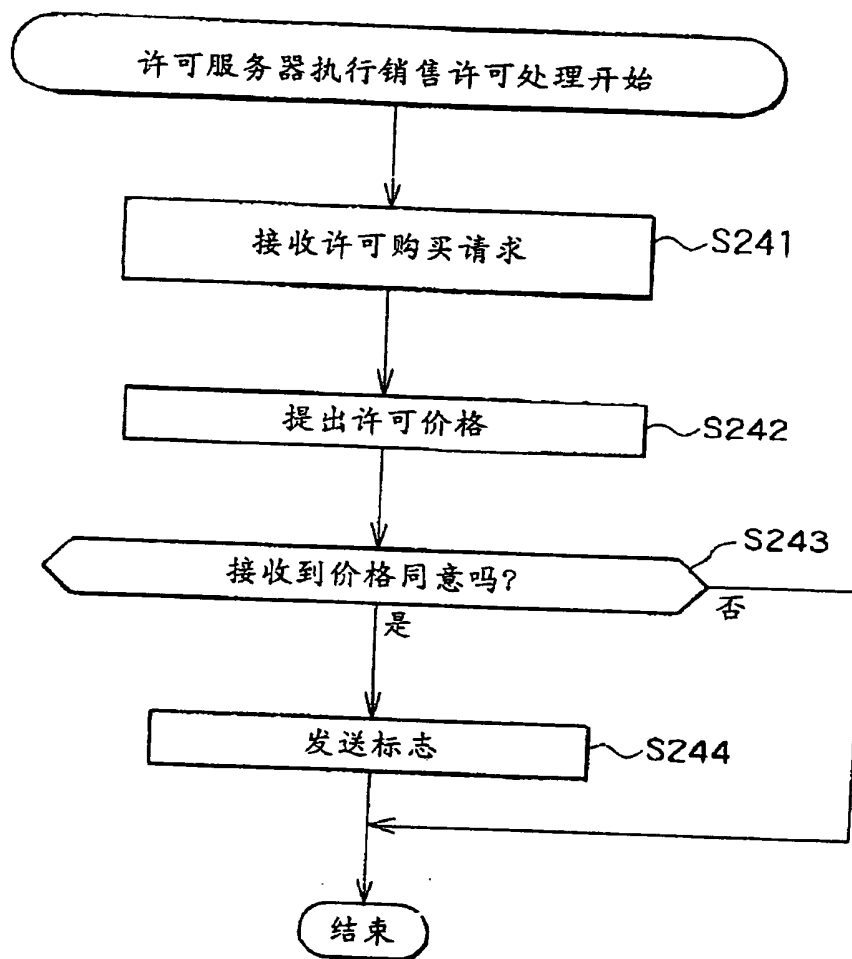 许可服务器执行销售许可处理开始
接收许可购买请求
S241
提出许可价格
S242
接收到价格同意吗?
S243
否
是
发送标志
S244
结束